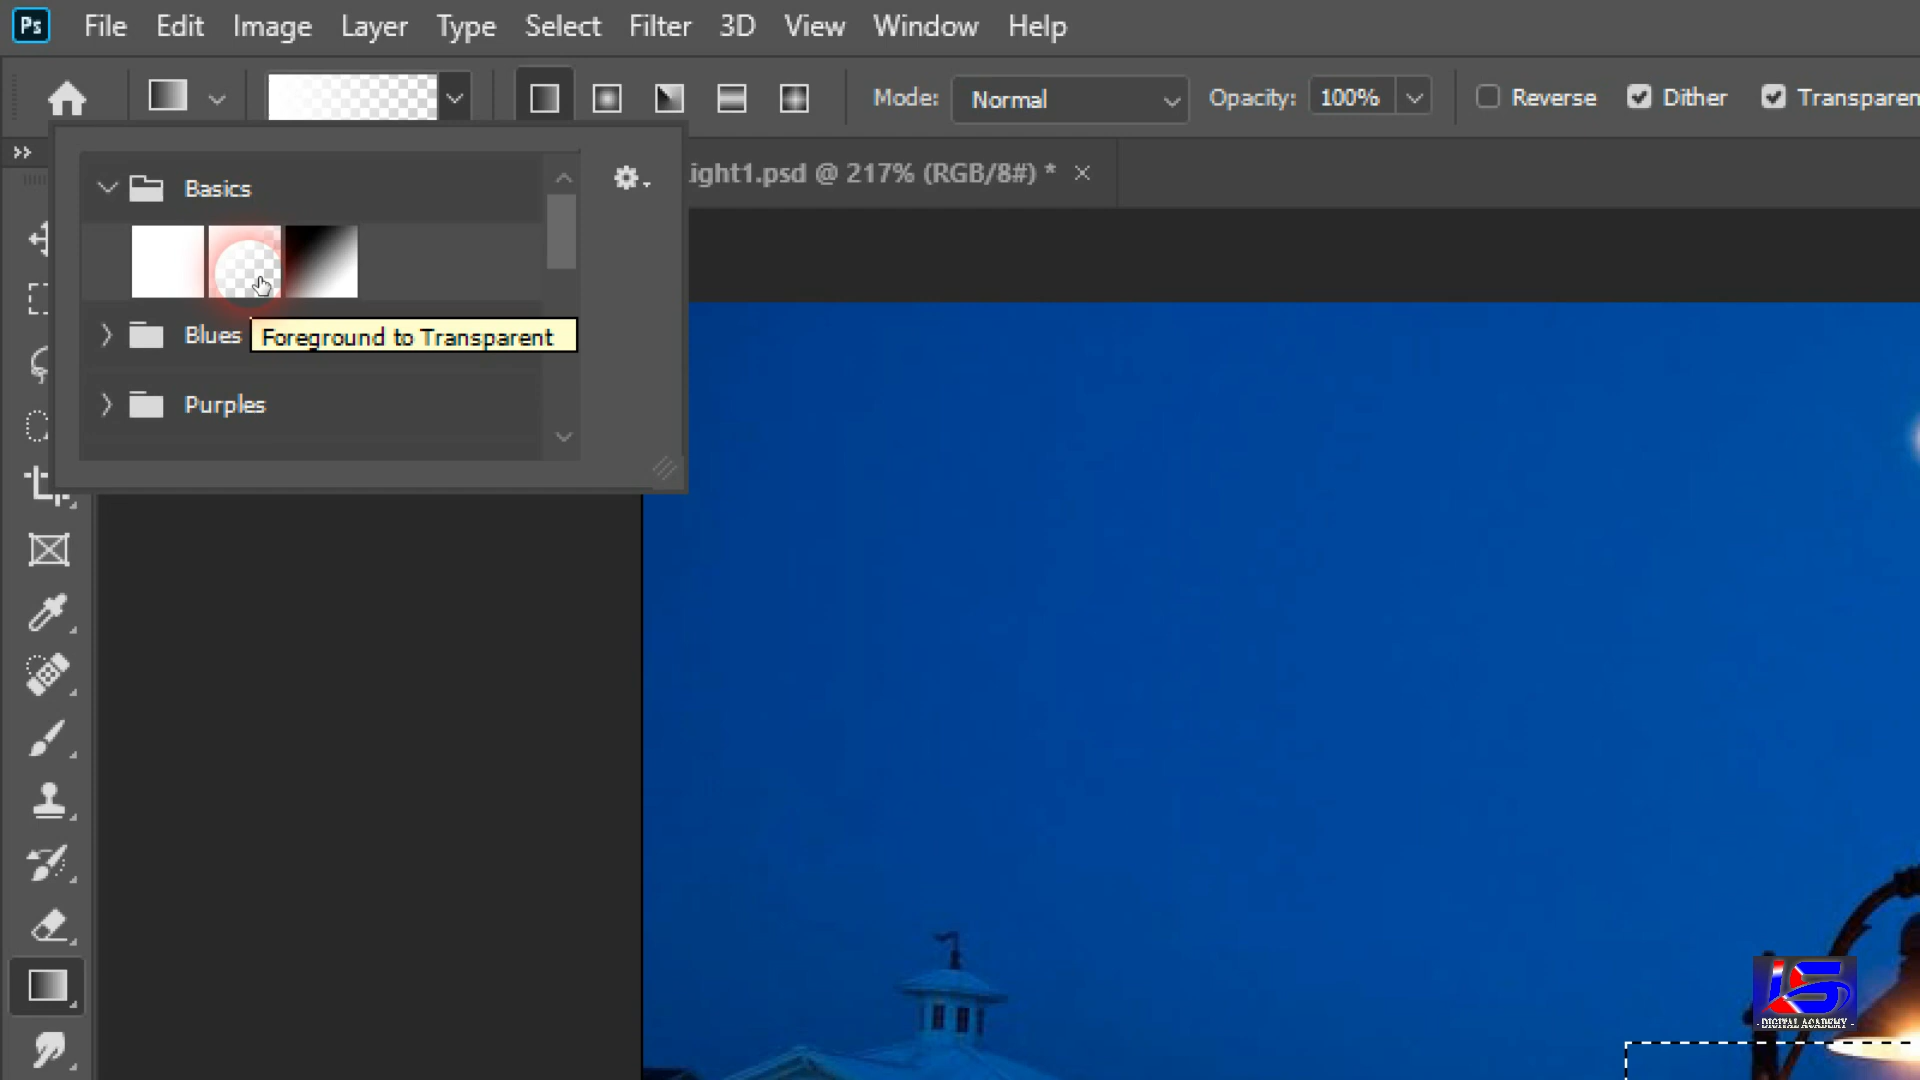 Ps File Edit Image Layer Type Select Filter 3D View Window Help
Mode: Normal Opacity: 100% Reverse Dither Transparen
ight1.psd @ 217% (RGB/8#) *
Basics
Blues
Foreground to Transparent
Purples
LS
- DIGITAL ACADEMY -